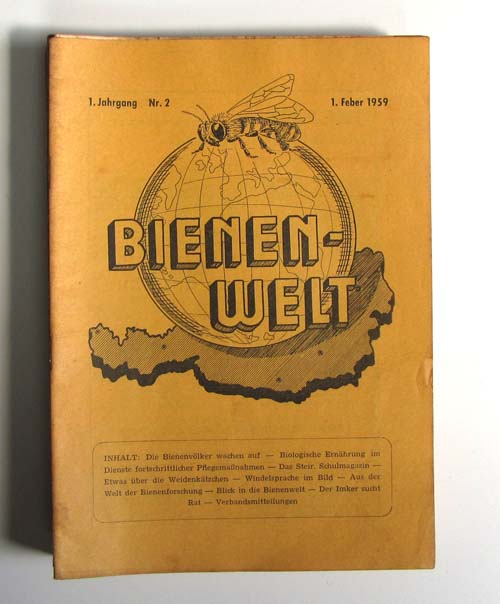 1. Jahrgang Nr. 2 1. Feber 1959
BIENEN-
WELT
INHALT: Die Bienenvölker wachen auf — Biologische Ernährung im
Dienste fortschrittlicher Pflegemaßnahmen — Das Steir. Schulmagazin —
Etwas über die Weidenkätzchen — Windelsprache im Bild — Aus der
Welt der Bienenforschung — Blick in die Bienenwelt — Der Imker sucht
Rat — Verbandsmitteilungen